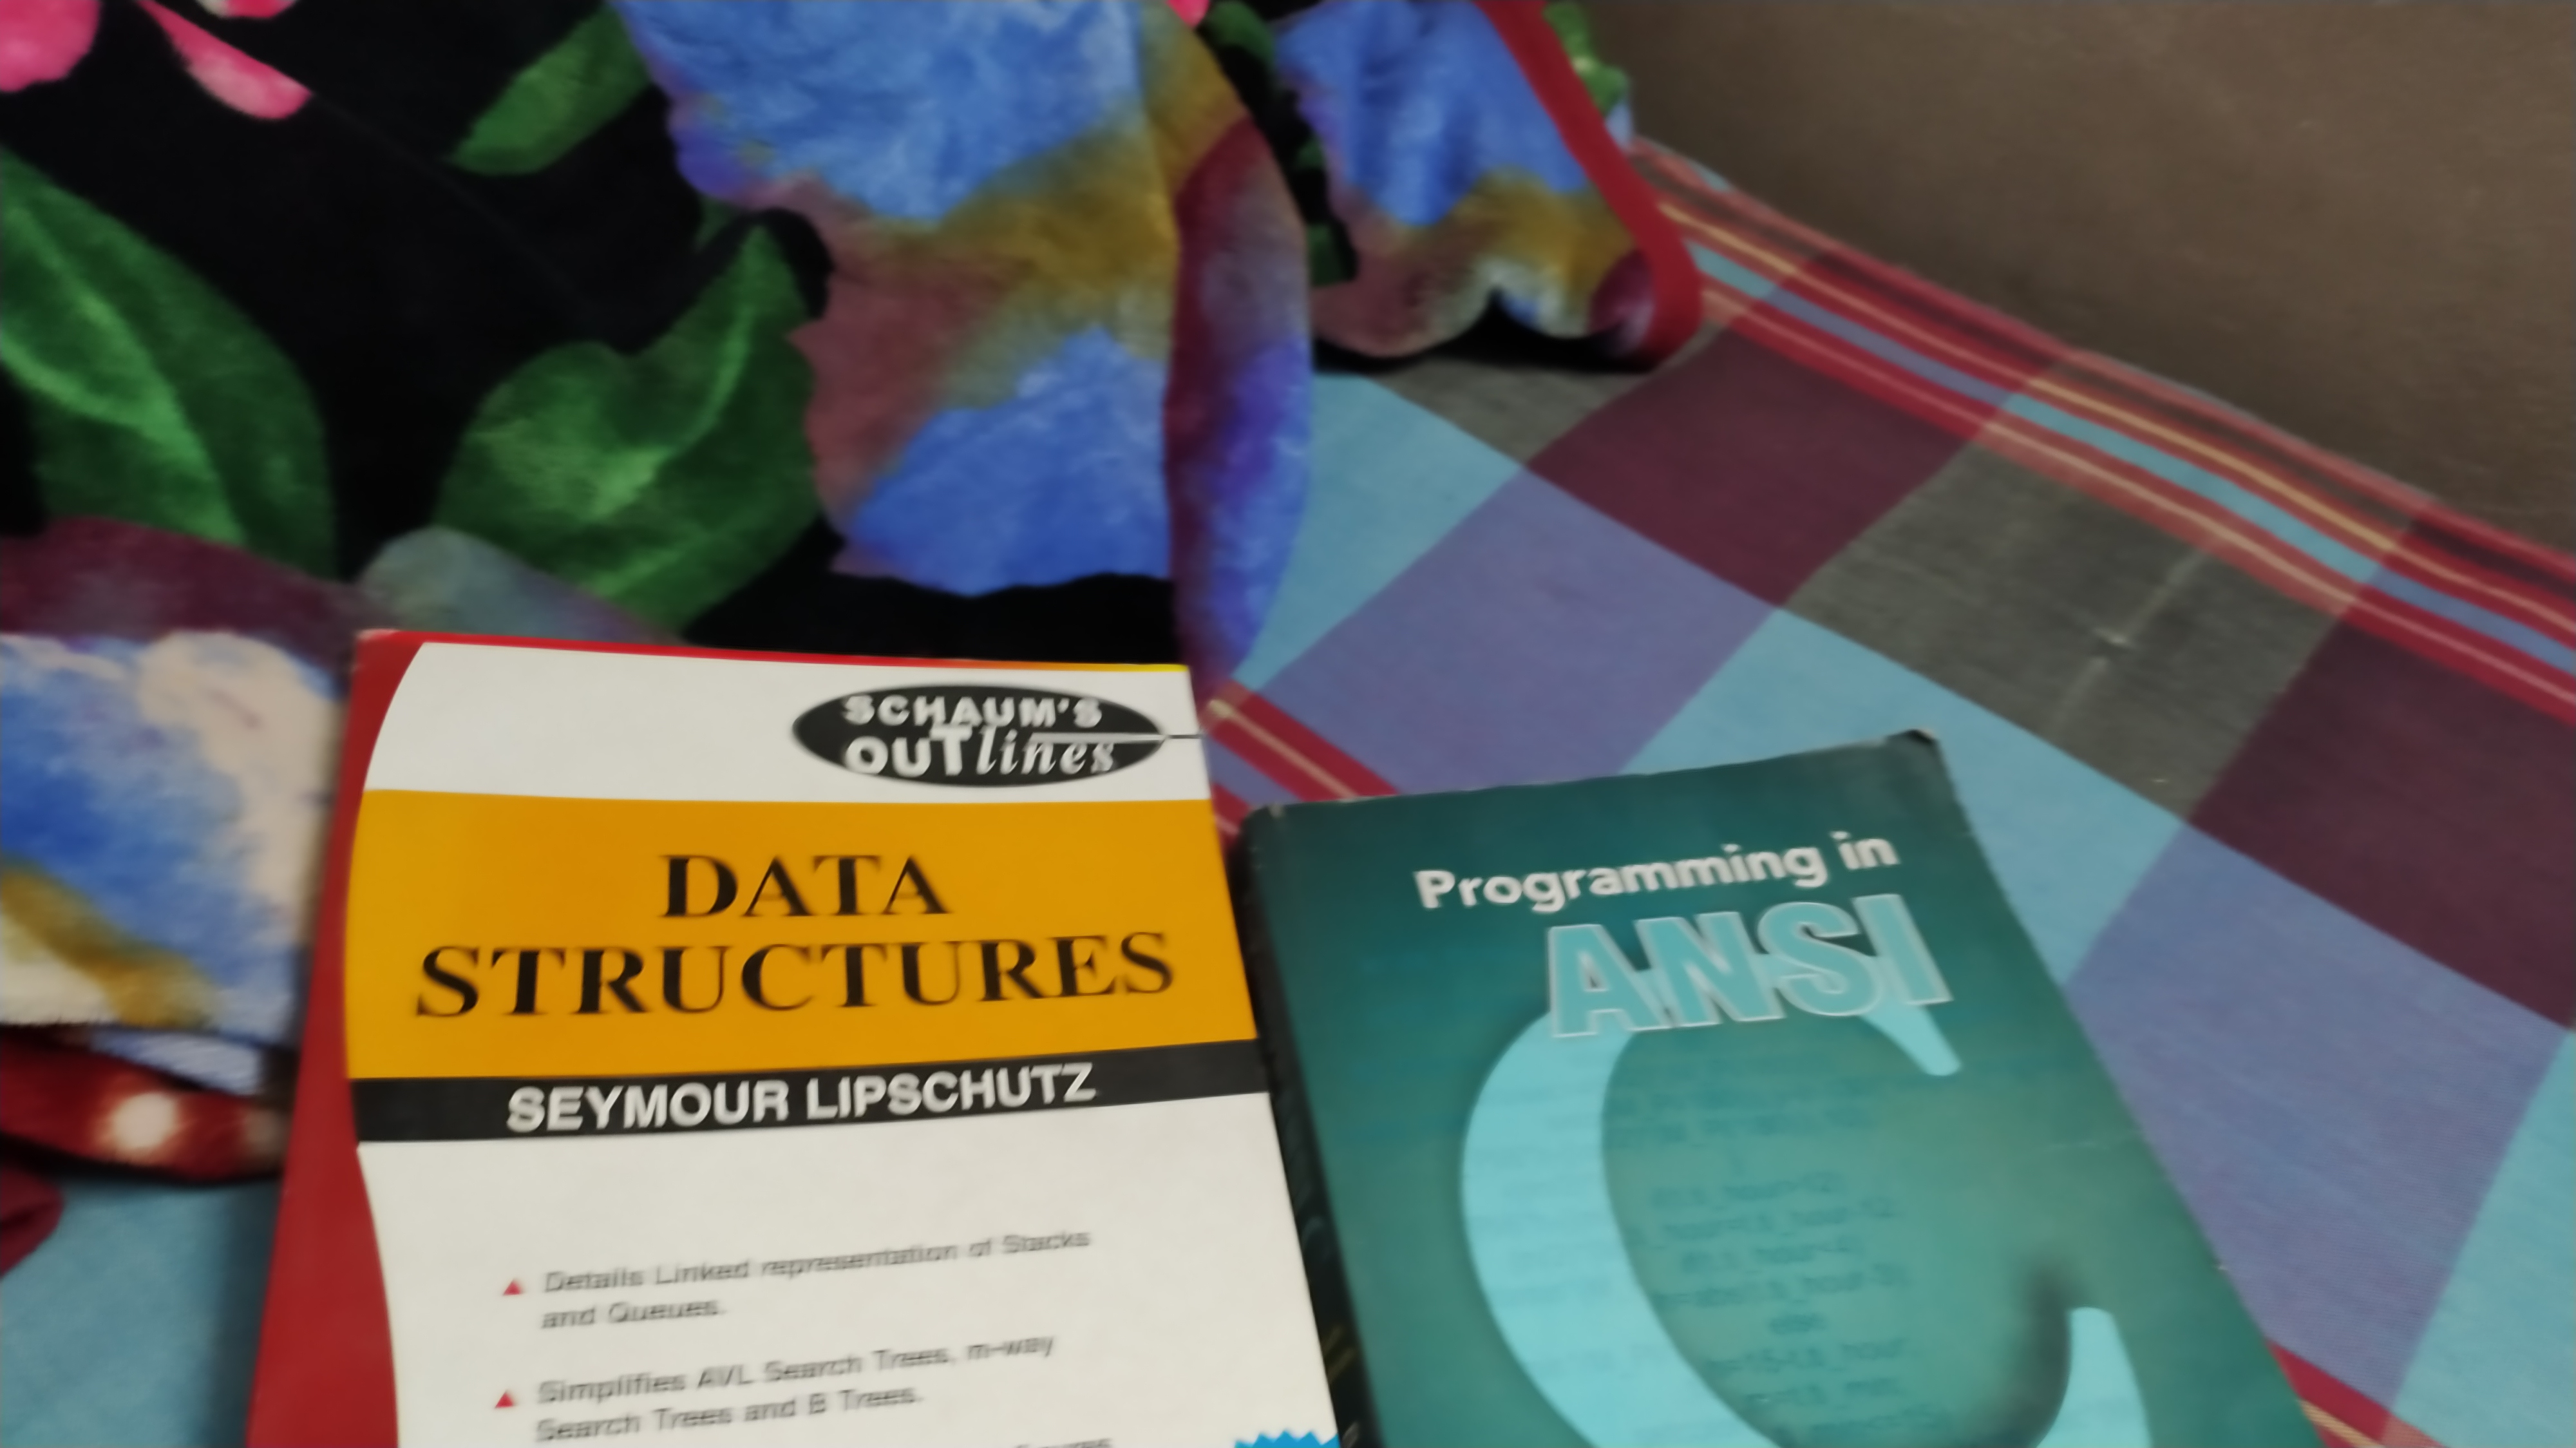 SCHAUM'S
OUTlines
DATA
STRUCTURES
SEYMOUR LIPSCHUTZ
Details Linked representation of Stacks
and Queues.
Simplifies AVL Search Trees, m-way
Search Trees and B Trees.
Programming in
ANSI
C
else